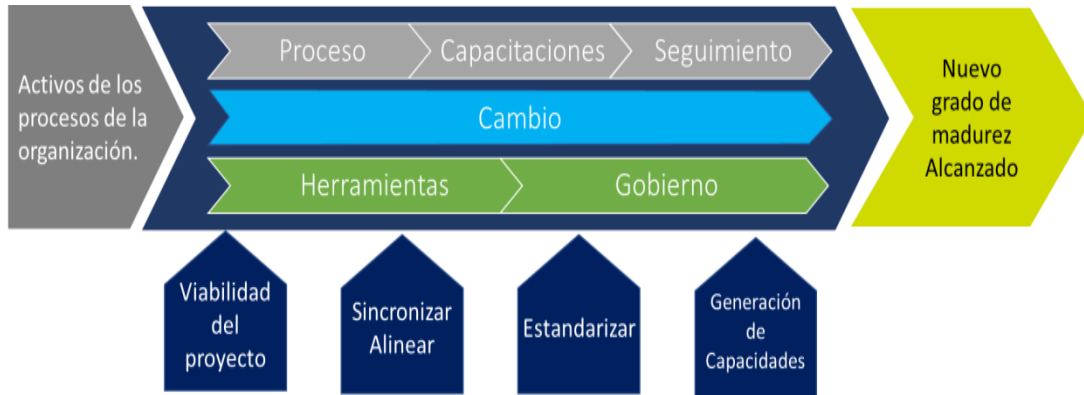 Activos de los
procesos de la
organización.
Proceso
Capacitaciones
Seguimiento
Cambio
Herramientas
Gobierno
Nuevo
grado de
madurez
Alcanzado
Viabilidad
del
proyecto
Sincronizar
Alinear
Estandarizar
Generación
de
Capacidades